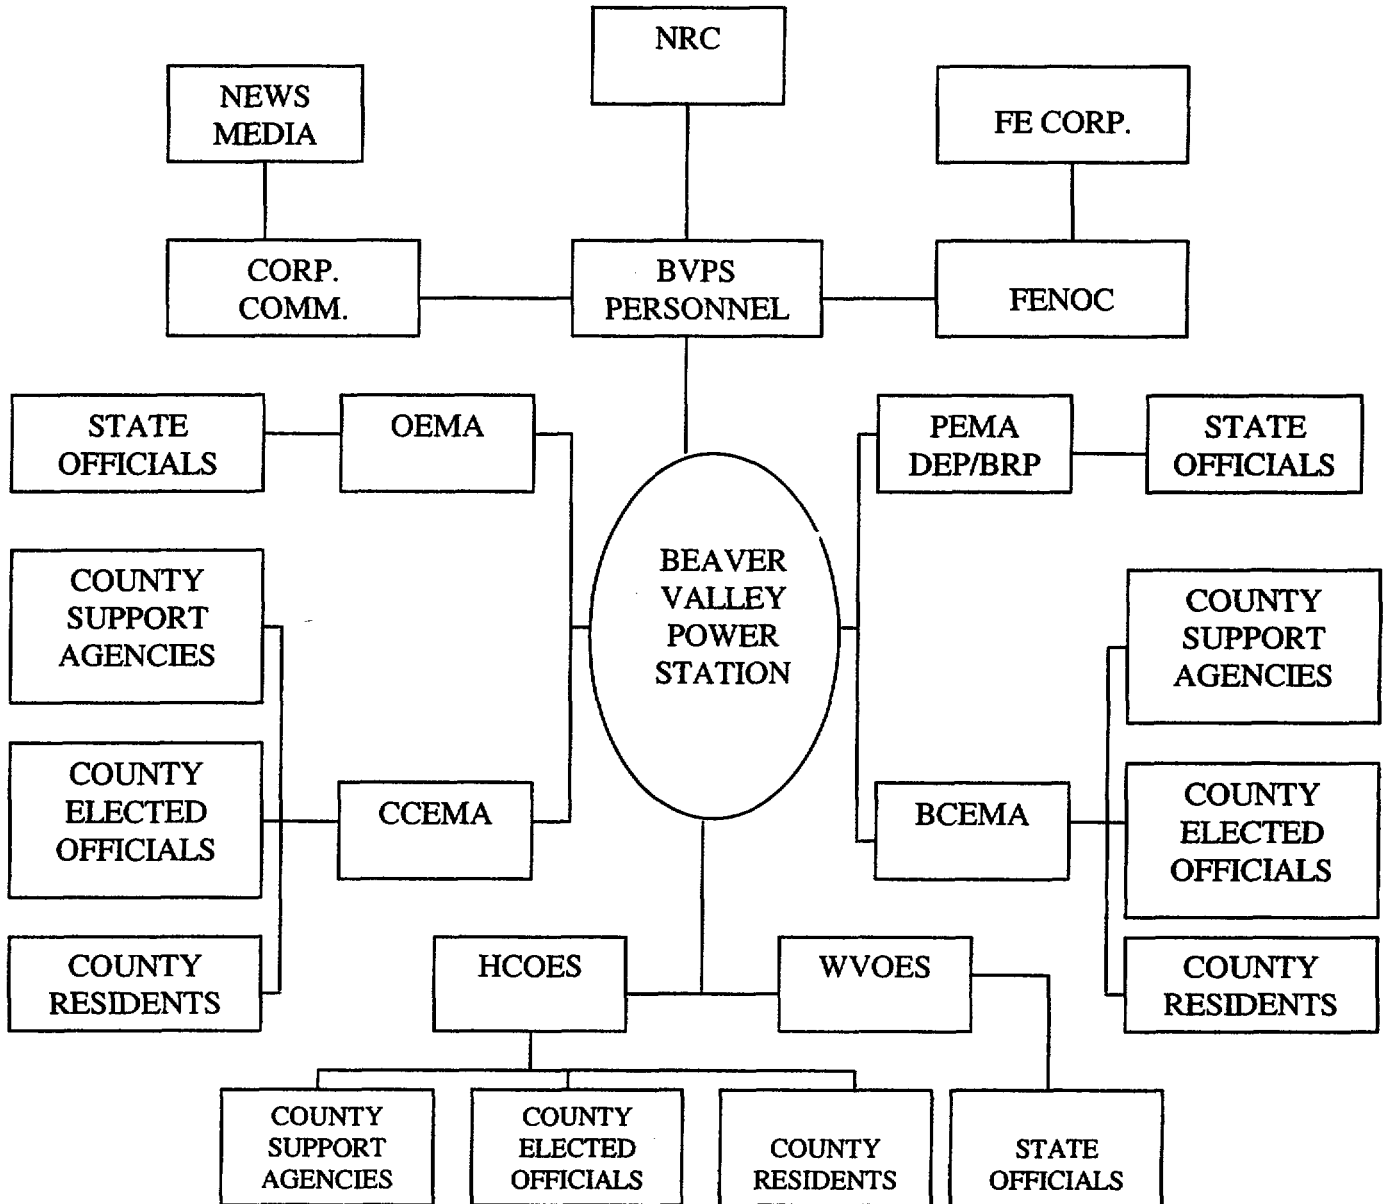 NRC
NEWS
MEDIA
FE CORP.
CORP.
COMM.
BVPS
PERSONNEL
FENOC
STATE
OFFICIALS
OEMA
PEMA
DEP/BRP
STATE
OFFICIALS
BEAVER
VALLEY
POWER
STATION
COUNTY
SUPPORT
AGENCIES
COUNTY
SUPPORT
AGENCIES
COUNTY
ELECTED
OFFICIALS
CCEMA
BCEMA
COUNTY
ELECTED
OFFICIALS
COUNTY
RESIDENTS
HCOES
WVOES
COUNTY
RESIDENTS
COUNTY
SUPPORT
AGENCIES
COUNTY
ELECTED
OFFICIALS
COUNTY
RESIDENTS
STATE
OFFICIALS